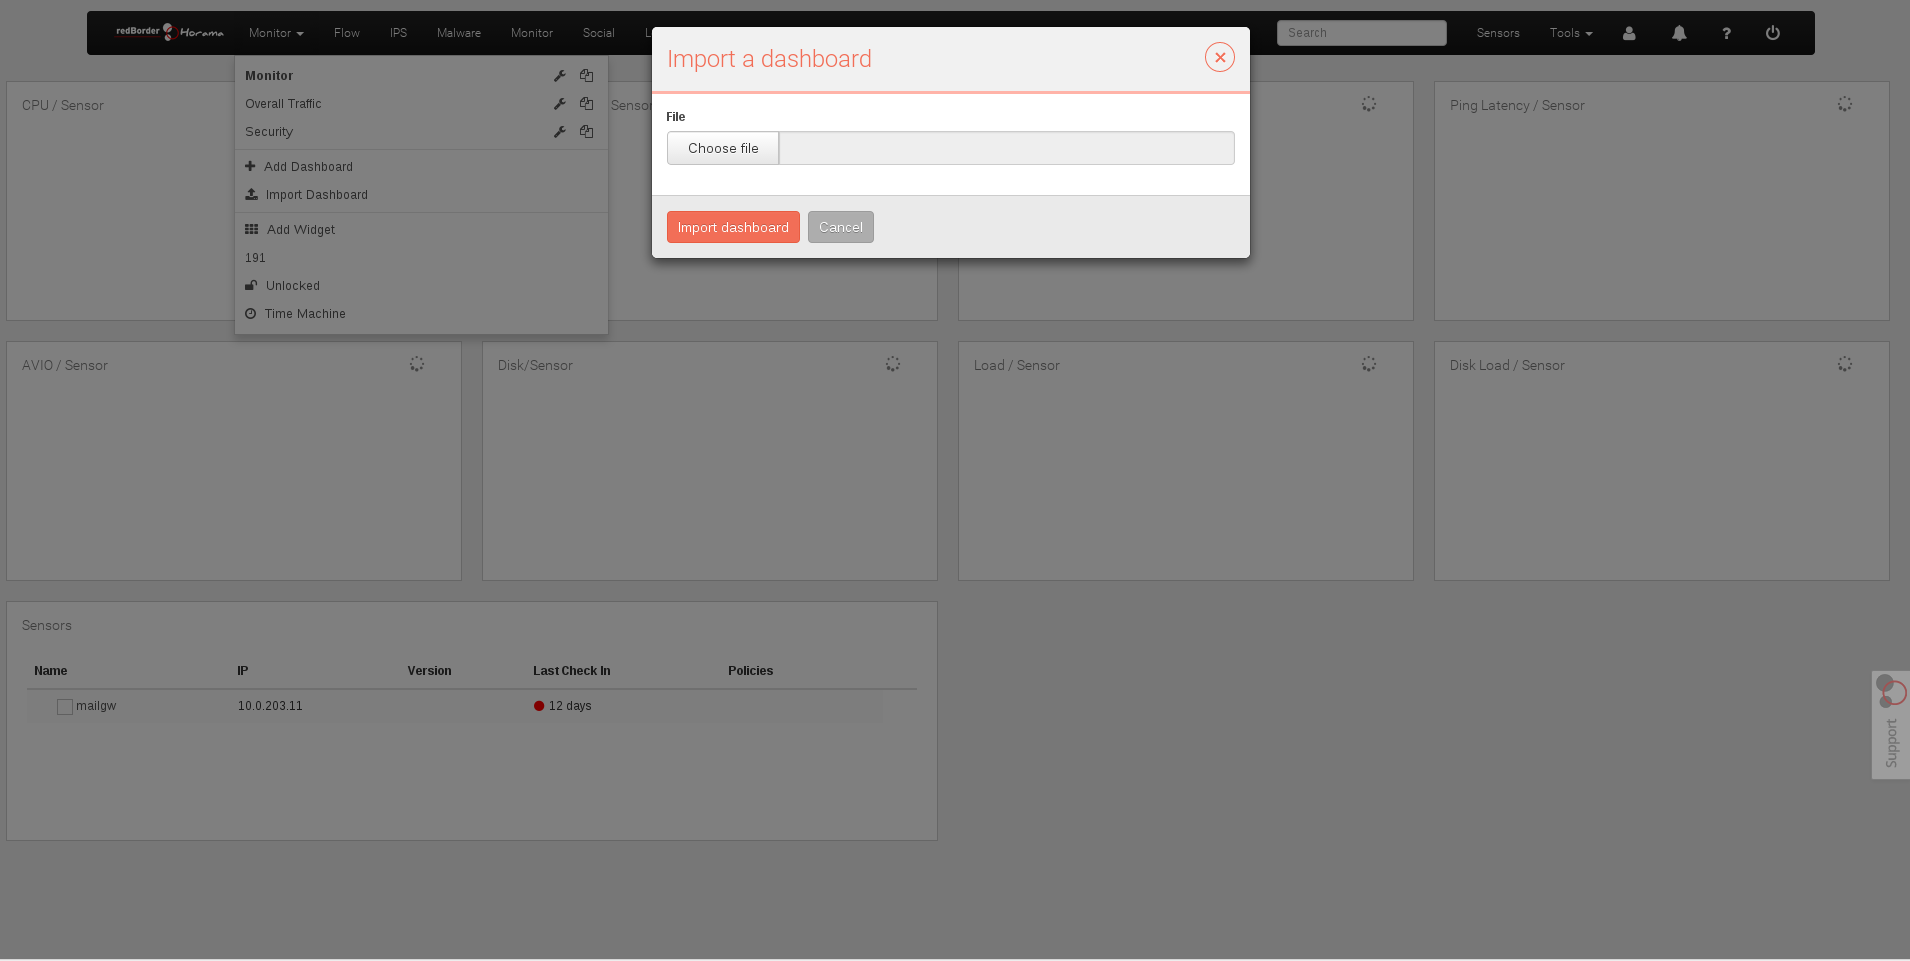 redBorder Horama Monitor Flow IPS Malware Monitor Social L Search Sensors Tools ?
Import a dashboard
File
Choose file
Import dashboard Cancel
Monitor
Overall Traffic
Security
Add Dashboard
Import Dashboard
Add Widget
191
Unlocked
Time Machine
CPU / Sensor Sensor Ping Latency / Sensor
AVIO / Sensor Disk/Sensor Load / Sensor Disk Load / Sensor
Sensors
Name IP Version Last Check In Policies
mailgw 10.0.203.11 12 days
Support